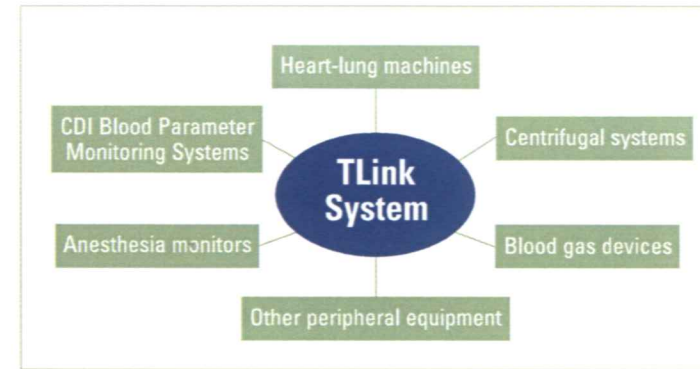 Heart-lung machines
CDI Blood Parameter
Monitoring Systems
Centrifugal systems
TLink
System
Anesthesia monitors
Blood gas devices
Other peripheral equipment